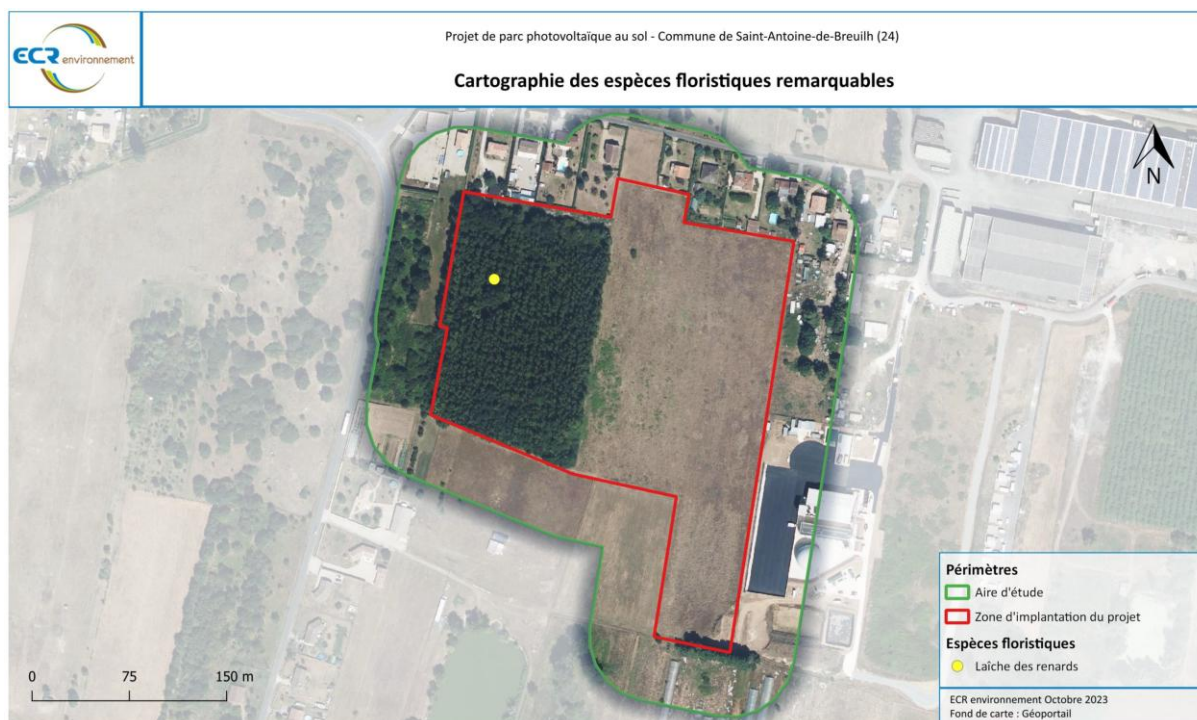 ECR environnement
Projet de parc photovoltaïque au sol - Commune de Saint-Antoine-de-Breuilh (24)
Cartographie des espèces floristiques remarquables
N
Périmètres
Aire d'étude
Zone d'implantation du projet
Espèces floristiques
Laîche des renards
0 75 150 m
ECR environnement Octobre 2023
Fond de carte : Géoportail